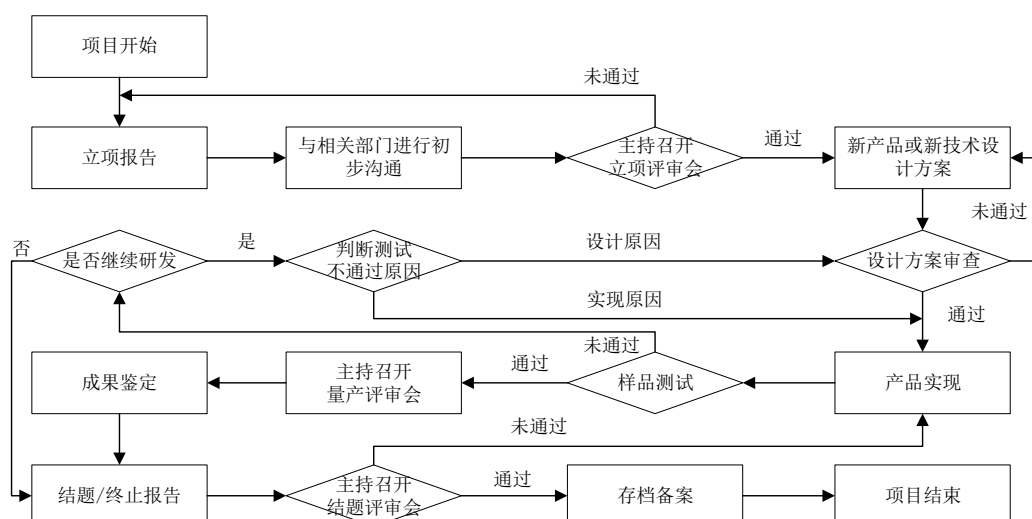 项目开始
未通过
立项报告
与相关部门进行初
步沟通
主持召开
立项评审会
通过
新产品或新技术设
计方案
未通过
否
是否继续研发
是
判断测试
不通过原因
设计原因
设计方案审查
实现原因
通过
未通过
成果鉴定
主持召开
量产评审会
通过
样品测试
产品实现
未通过
结题/终止报告
主持召开
结题评审会
通过
存档备案
项目结束